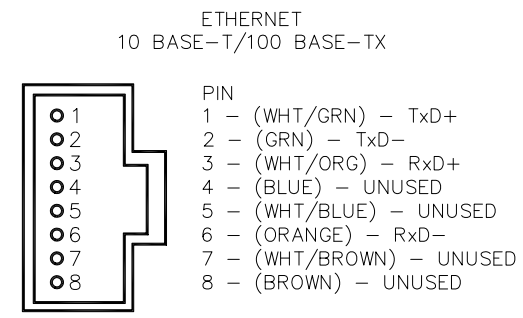 ETHERNET
10 BASE-T/100 BASE-TX
PIN
1
2
3
4
5
6
7
8
1 - (WHT/GRN) - TxD+
2 - (GRN) - TxD-
3 - (WHT/ORG) - RxD+
4 - (BLUE) - UNUSED
5 - (WHT/BLUE) - UNUSED
6 - (ORANGE) - RxD-
7 - (WHT/BROWN) - UNUSED
8 - (BROWN) - UNUSED